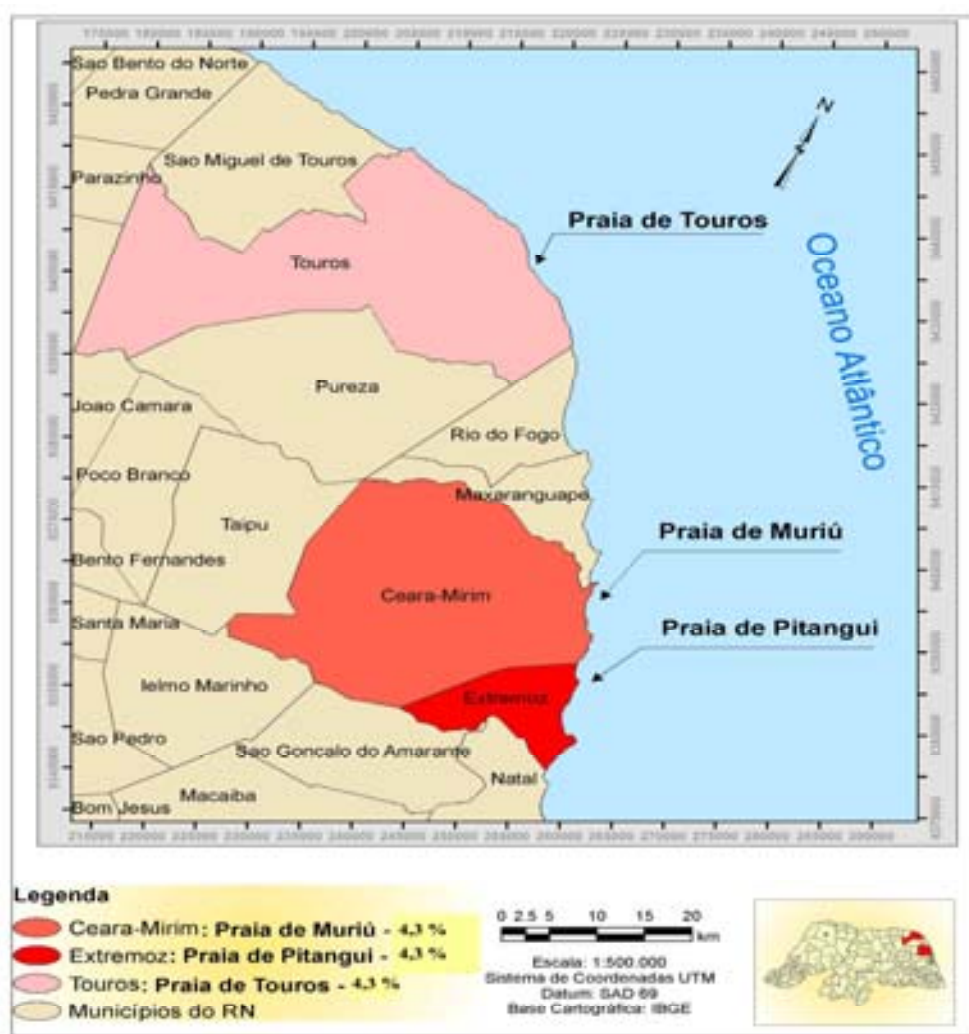 Sao Bento do Norte
Pedra Grande
Sao Miguel de Touros
Parazinho
N
Praia de Touros
Touros
Oceano Atlântico
Pureza
Joao Camara
Rio do Fogo
Poco Branco
Maxaranguape
Taipu
Praia de Muriú
Bento Fernandes
Ceara-Mirim
Santa Maria
Praia de Pitangui
Ielmo Marinho
Extremoz
Sao Pedro
Sao Goncalo do Amarante
Natal
Macaiba
Bom Jesus
Legenda
Ceara-Mirim: Praia de Muriú - 4,3 %
Extremoz: Praia de Pitangui - 4,3 %
Touros: Praia de Touros - 4,3 %
Municípios do RN
0 2.5 5 10 15 20
km
Escala: 1:500.000
Sistema de Coordenadas UTM
Datum: SAD 69
Base Cartográfica: IBGE